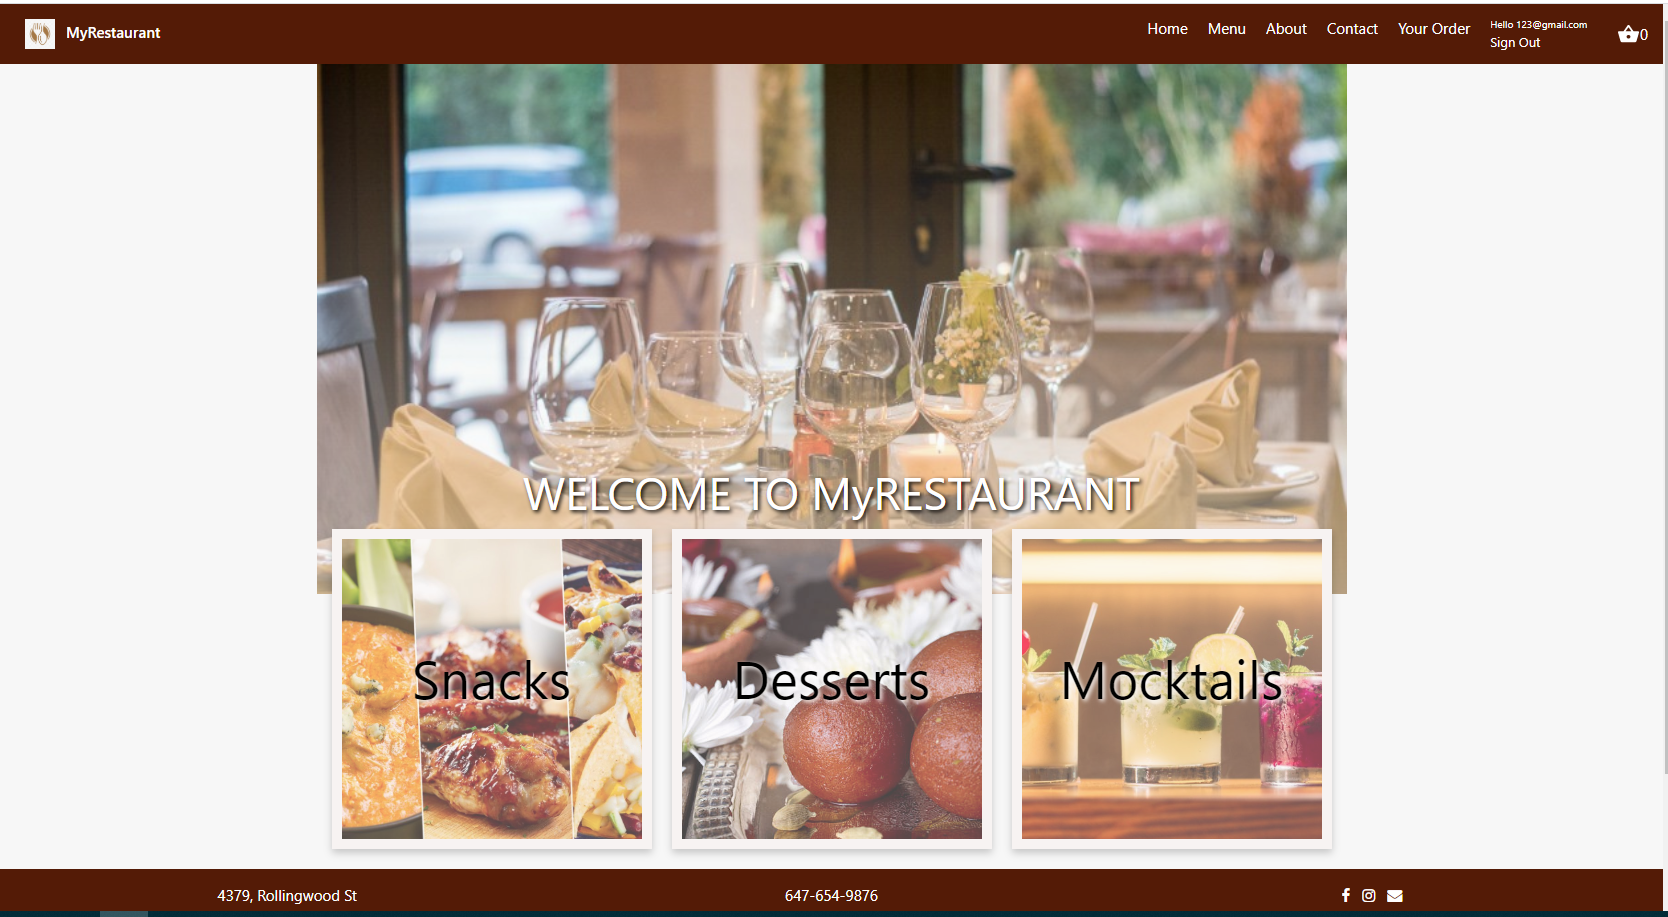 MyRestaurant
Home Menu About Contact Your Order
Hello 123@gmail.com
Sign Out
0
WELCOME TO MyRESTAURANT
Snacks
Desserts
Mocktails
4379, Rollingwood St
647-654-9876